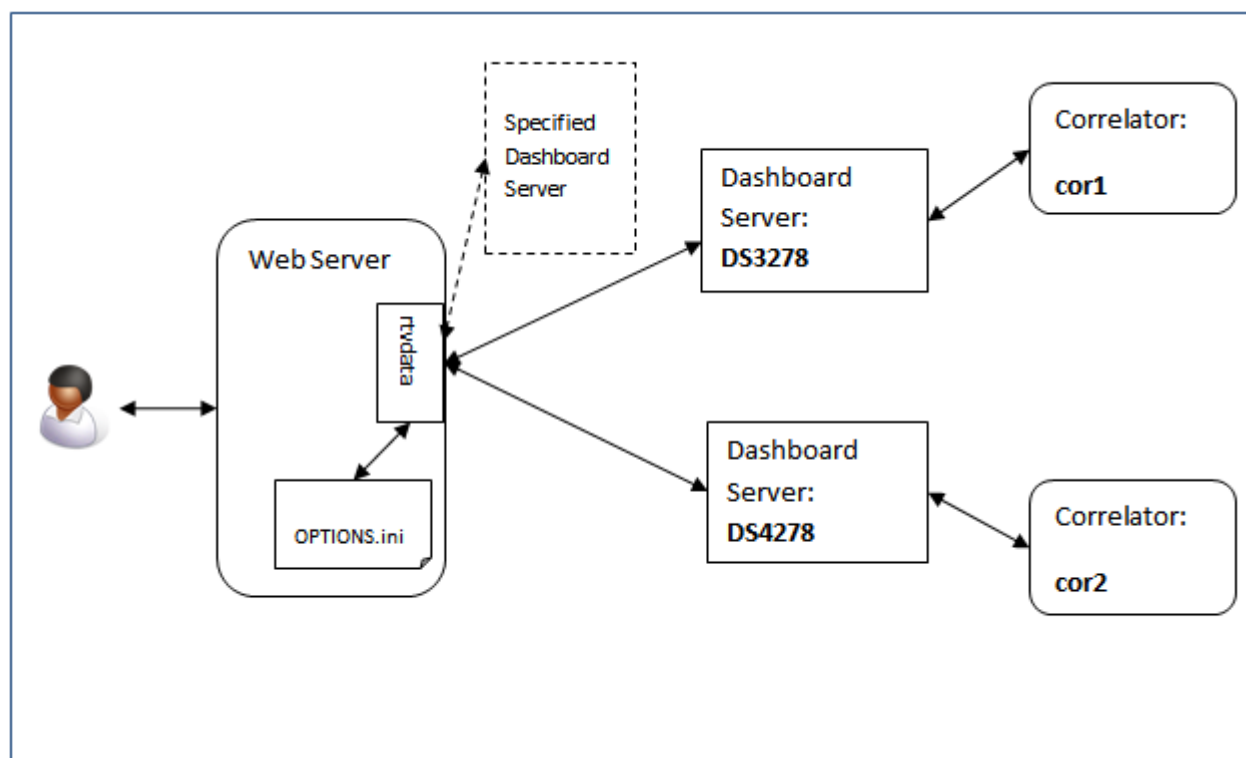 Specified
Dashboard
Server
Correlator:
cor1
Dashboard
Server:
DS3278
Web Server
rtvdata
OPTIONS.ini
Dashboard
Server:
DS4278
Correlator:
cor2